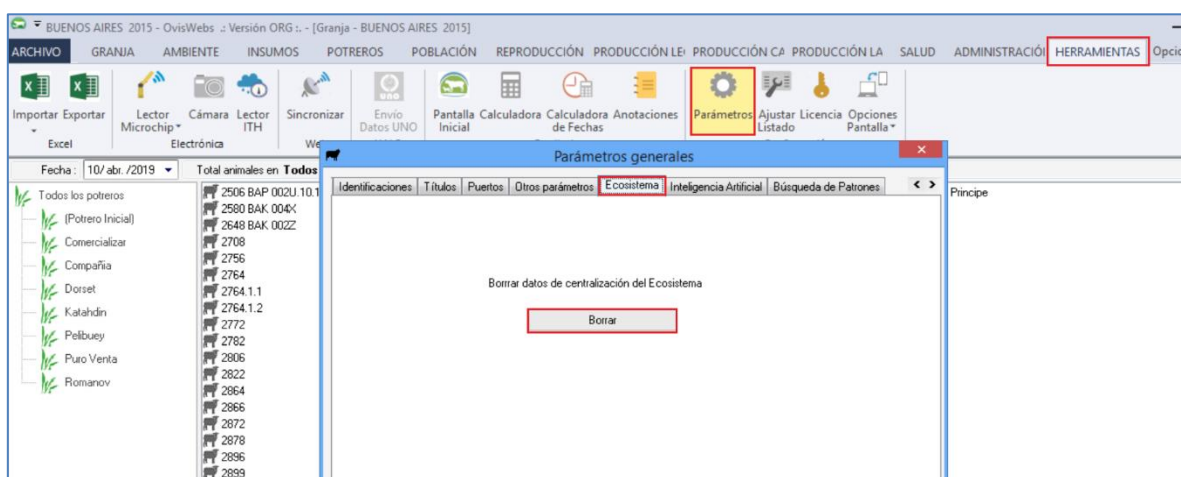 BUENOS AIRES 2015 - OvisWebs .: Versión ORG :. - [Granja - BUENOS AIRES 2015]
ARCHIVO GRANJA AMBIENTE INSUMOS POTREROS POBLACIÓN REPRODUCCIÓN PRODUCCIÓN LE PRODUCCIÓN CA PRODUCCIÓN LA SALUD ADMINISTRACIÓ HERRAMIENTAS Opcio
Importar Exportar Lector Microchip Cámara Lector ITH Sincronizar Envío Datos UNO Pantalla Inicial Calculadora Calculadora de Fechas Anotaciones Parámetros Ajustar Listado Licencia Opciones Pantalla
Excel Electrónica We
Parámetros generales
Fecha : 10/ abr. /2019 Total animales en Todos
Identificaciones Títulos Puertos Otros parámetros Ecosistema Inteligencia Artificial Búsqueda de Patrones
Principe
Todos los potreros
(Potrero Inicial)
Comercializar
Compañia
Dorset
Katahdin
Pelibuey
Puro Venta
Romanov
2506 BAP 002U.10.1
2580 BAK 004X
2648 BAK 002Z
2708
2756
2764
2764.1.1
2764.1.2
2772
2782
2806
2822
2864
2866
2872
2878
2896
2899
Borrrar datos de centralización del Ecosistema
Borrar